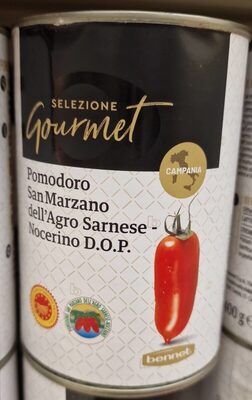 SELEZIONE
Gourmet
CAMPANIA
Pomodoro
San Marzano
dell'Agro Sarnese -
Nocerino D.O.P.
bennet